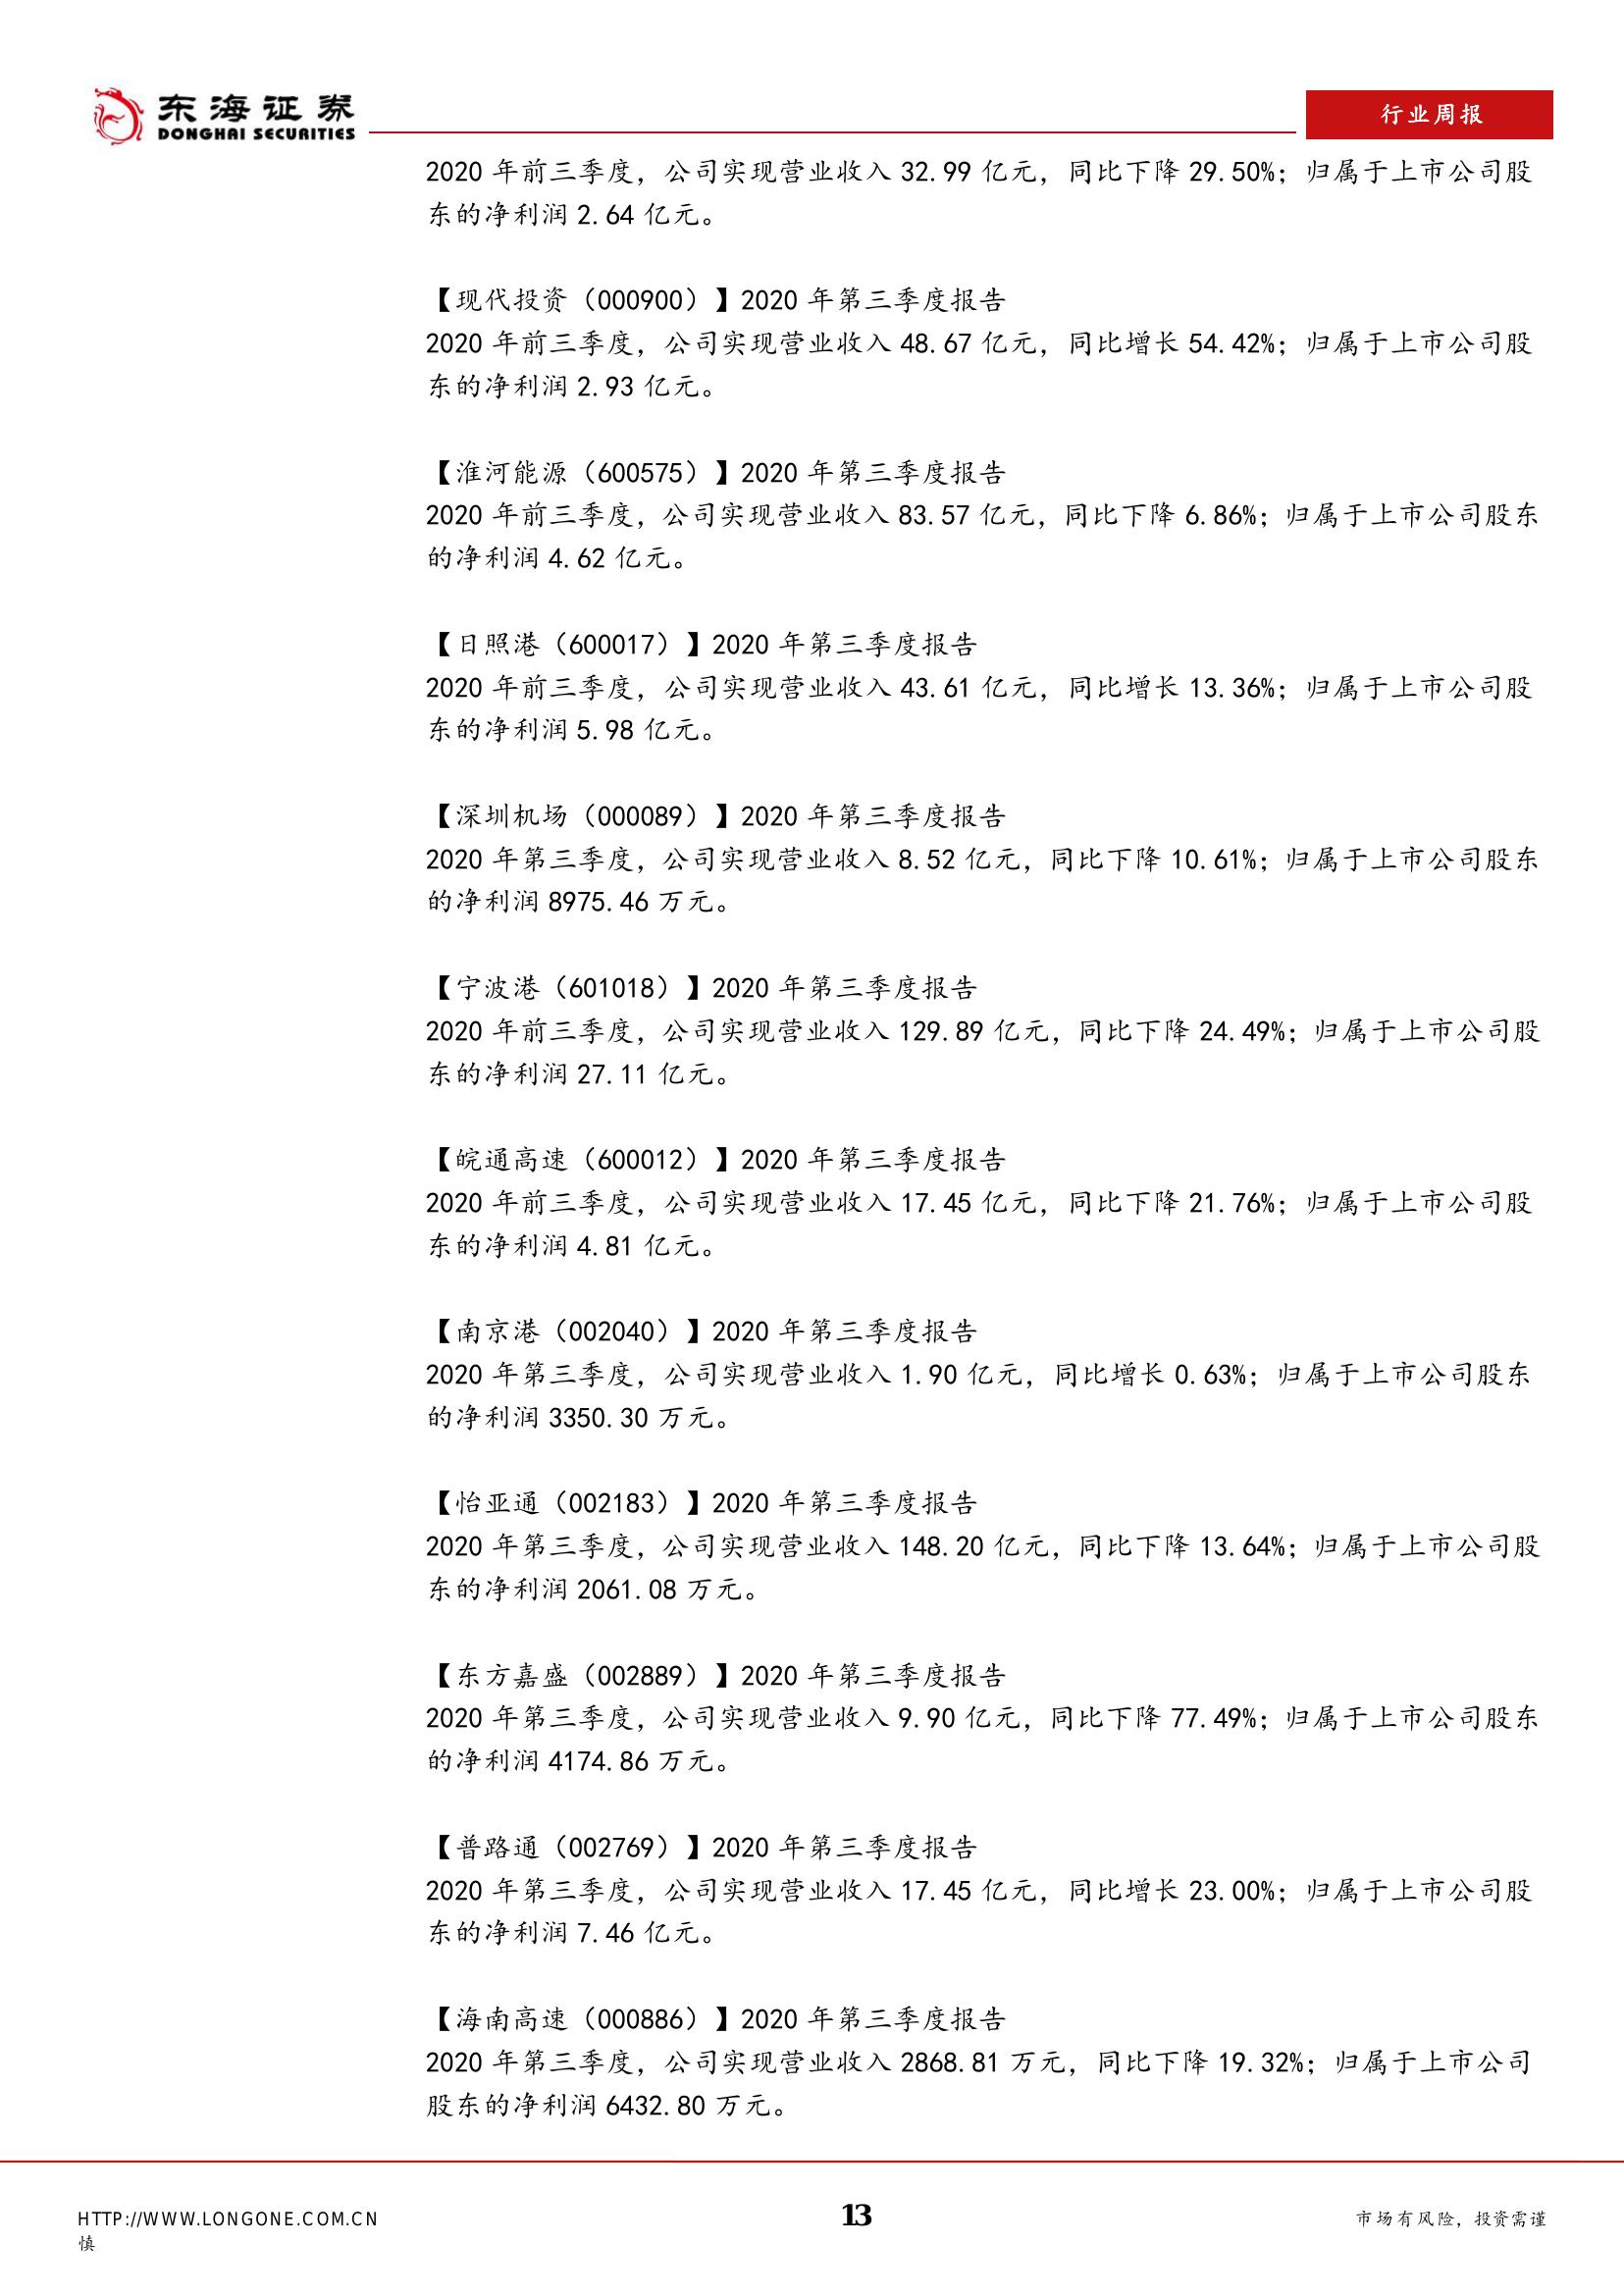 东海证券
DONGHAI SECURITIES
行业周报
2020 年前三季度，公司实现营业收入 32.99 亿元，同比下降 29.50%；归属于上市公司股
东的净利润 2.64 亿元。
【现代投资（000900）】2020 年第三季度报告
2020 年前三季度，公司实现营业收入 48.67 亿元，同比增长 54.42%；归属于上市公司股
东的净利润 2.93 亿元。
【淮河能源（600575）】2020 年第三季度报告
2020 年前三季度，公司实现营业收入 83.57 亿元，同比下降 6.86%；归属于上市公司股东
的净利润 4.62 亿元。
【日照港（600017）】2020 年第三季度报告
2020 年前三季度，公司实现营业收入 43.61 亿元，同比增长 13.36%；归属于上市公司股
东的净利润 5.98 亿元。
【深圳机场（000089）】2020 年第三季度报告
2020 年第三季度，公司实现营业收入 8.52 亿元，同比下降 10.61%；归属于上市公司股东
的净利润 8975.46 万元。
【宁波港（601018）】2020 年第三季度报告
2020 年前三季度，公司实现营业收入 129.89 亿元，同比下降 24.49%；归属于上市公司股
东的净利润 27.11 亿元。
【皖通高速（600012）】2020 年第三季度报告
2020 年前三季度，公司实现营业收入 17.45 亿元，同比下降 21.76%；归属于上市公司股
东的净利润 4.81 亿元。
【南京港（002040）】2020 年第三季度报告
2020 年第三季度，公司实现营业收入 1.90 亿元，同比增长 0.63%；归属于上市公司股东
的净利润 3350.30 万元。
【怡亚通（002183）】2020 年第三季度报告
2020 年第三季度，公司实现营业收入 148.20 亿元，同比下降 13.64%；归属于上市公司股
东的净利润 2061.08 万元。
【东方嘉盛（002889）】2020 年第三季度报告
2020 年第三季度，公司实现营业收入 9.90 亿元，同比下降 77.49%；归属于上市公司股东
的净利润 4174.86 万元。
【普路通（002769）】2020 年第三季度报告
2020 年第三季度，公司实现营业收入 17.45 亿元，同比增长 23.00%；归属于上市公司股
东的净利润 7.46 亿元。
【海南高速（000886）】2020 年第三季度报告
2020 年第三季度，公司实现营业收入 2868.81 万元，同比下降 19.32%；归属于上市公司
股东的净利润 6432.80 万元。
HTTP://WWW.LONGONE.COM.CN 13 市场有风险，投资需谨
慎